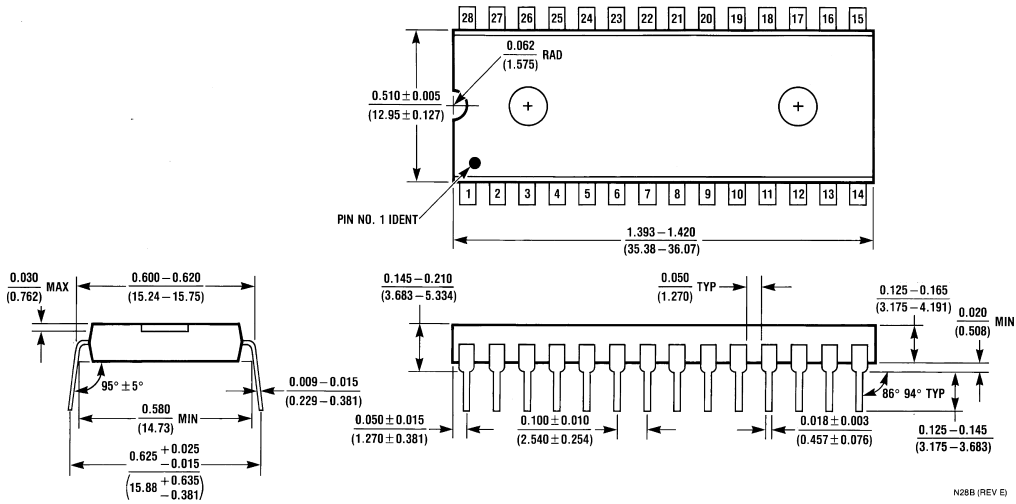 28 27 26 25 24 23 22 21 20 19 18 17 16 15
0.062
(1.575)
RAD
0.510 ± 0.005
(12.95 ± 0.127)
1 2 3 4 5 6 7 8 9 10 11 12 13 14
PIN NO. 1 IDENT
1.393 – 1.420
(35.38 – 36.07)
0.030
(0.762)
MAX
0.600 – 0.620
(15.24 – 15.75)
95° ± 5°
0.009 – 0.015
(0.229 – 0.381)
0.580
(14.73)
MIN
0.625 + 0.025
– 0.015
(15.88 + 0.635
– 0.381)
0.145 – 0.210
(3.683 – 5.334)
0.050
(1.270)
TYP
0.125 – 0.165
(3.175 – 4.191)
0.020
(0.508)
MIN
86° 94° TYP
0.050 ± 0.015
(1.270 ± 0.381)
0.100 ± 0.010
(2.540 ± 0.254)
0.018 ± 0.003
(0.457 ± 0.076)
0.125 – 0.145
(3.175 – 3.683)
N28B (REV E)